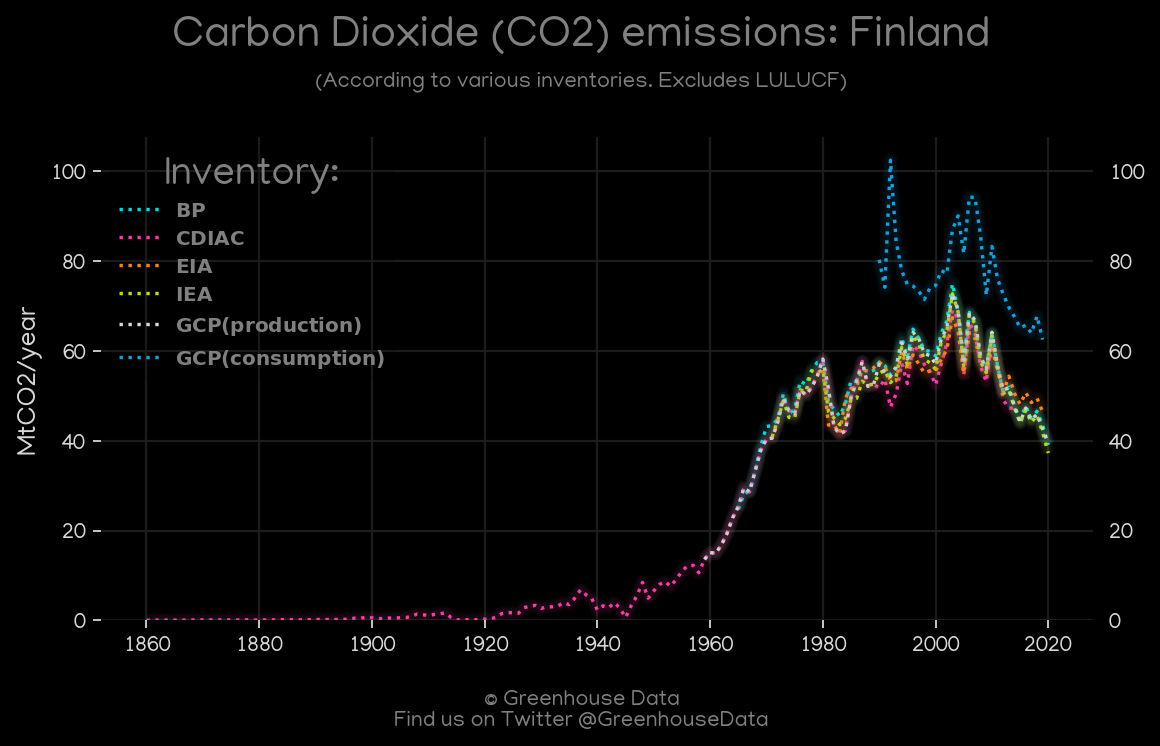 Carbon Dioxide (CO2) emissions: Finland
(According to various inventories. Excludes LULUCF)
Inventory:
BP
CDIAC
EIA
IEA
GCP(production)
GCP(consumption)
MtCO2/year
100
80
60
40
20
0
100
80
60
40
20
0
1860 1880 1900 1920 1940 1960 1980 2000 2020
© Greenhouse Data
Find us on Twitter @GreenhouseData